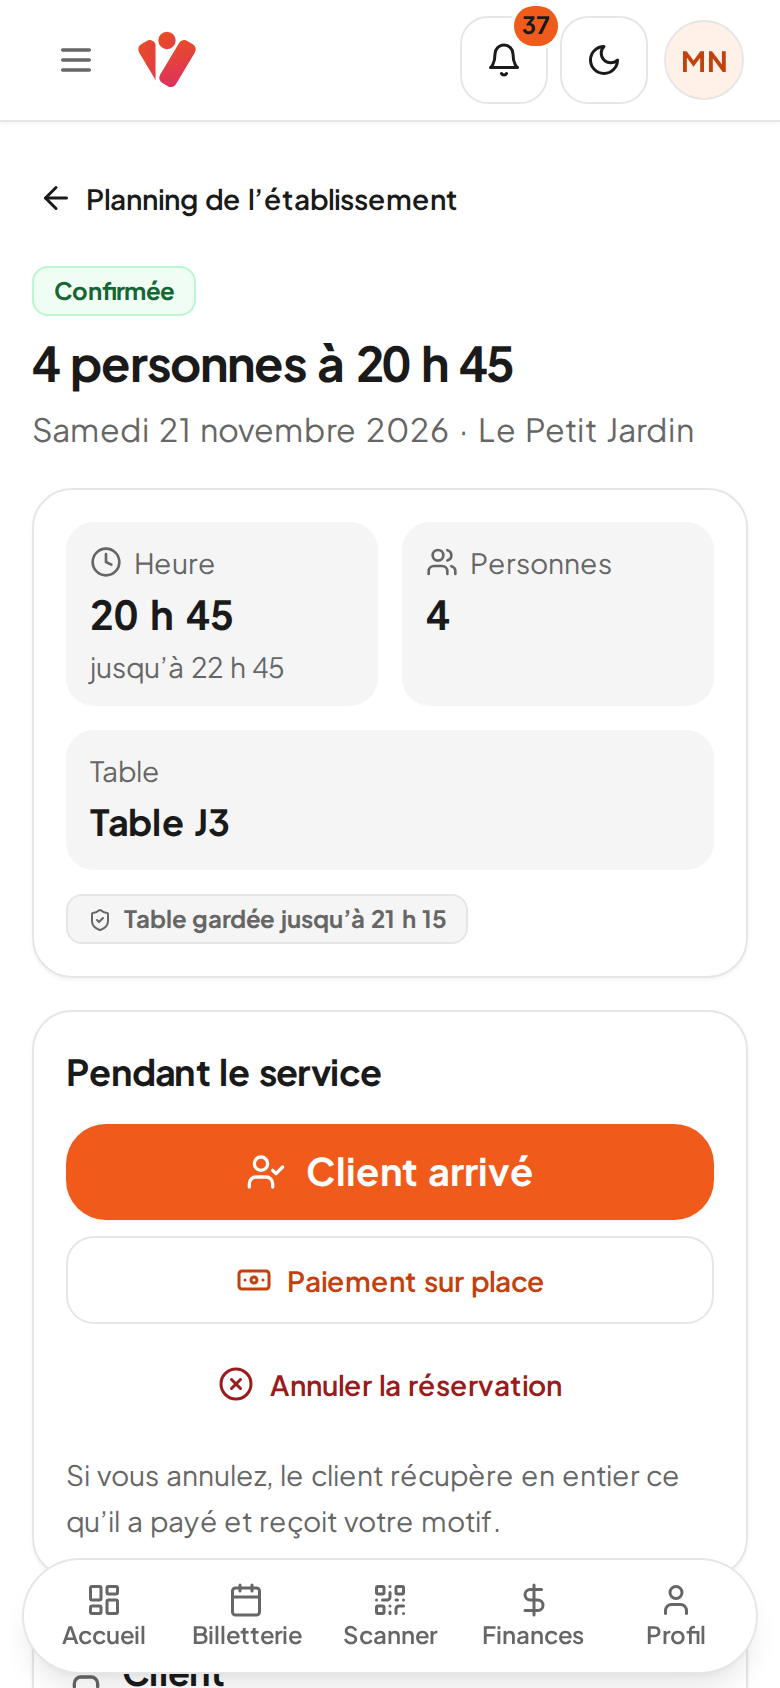 37
MN
Planning de l’établissement
Confirmée
4 personnes à 20 h 45
Samedi 21 novembre 2026 · Le Petit Jardin
Heure
20 h 45
jusqu’à 22 h 45
Personnes
4
Table
Table J3
Table gardée jusqu’à 21 h 15
Pendant le service
Client arrivé
Paiement sur place
Annuler la réservation
Si vous annulez, le client récupère en entier ce
qu’il a payé et reçoit votre motif.
Accueil
Billetterie
Scanner
Finances
Profil
Client